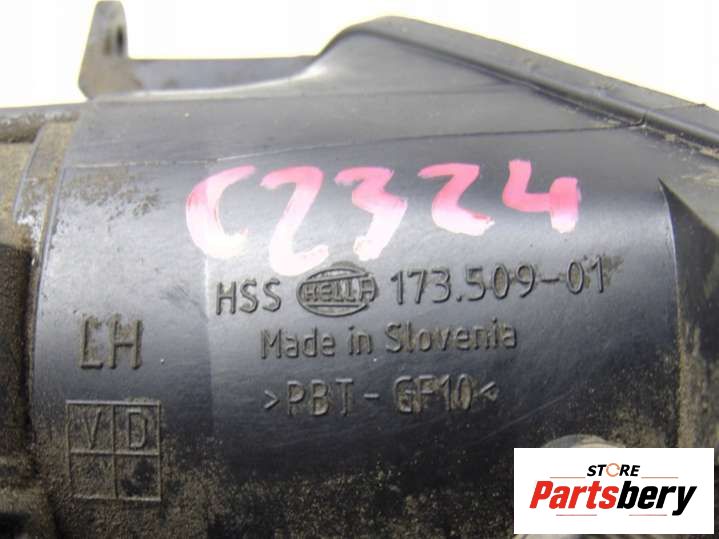 C2324
HSS HELLA 173.509-01
LH
Made in Slovenia
>PBT-GF10<
V D
STORE
Partsbery